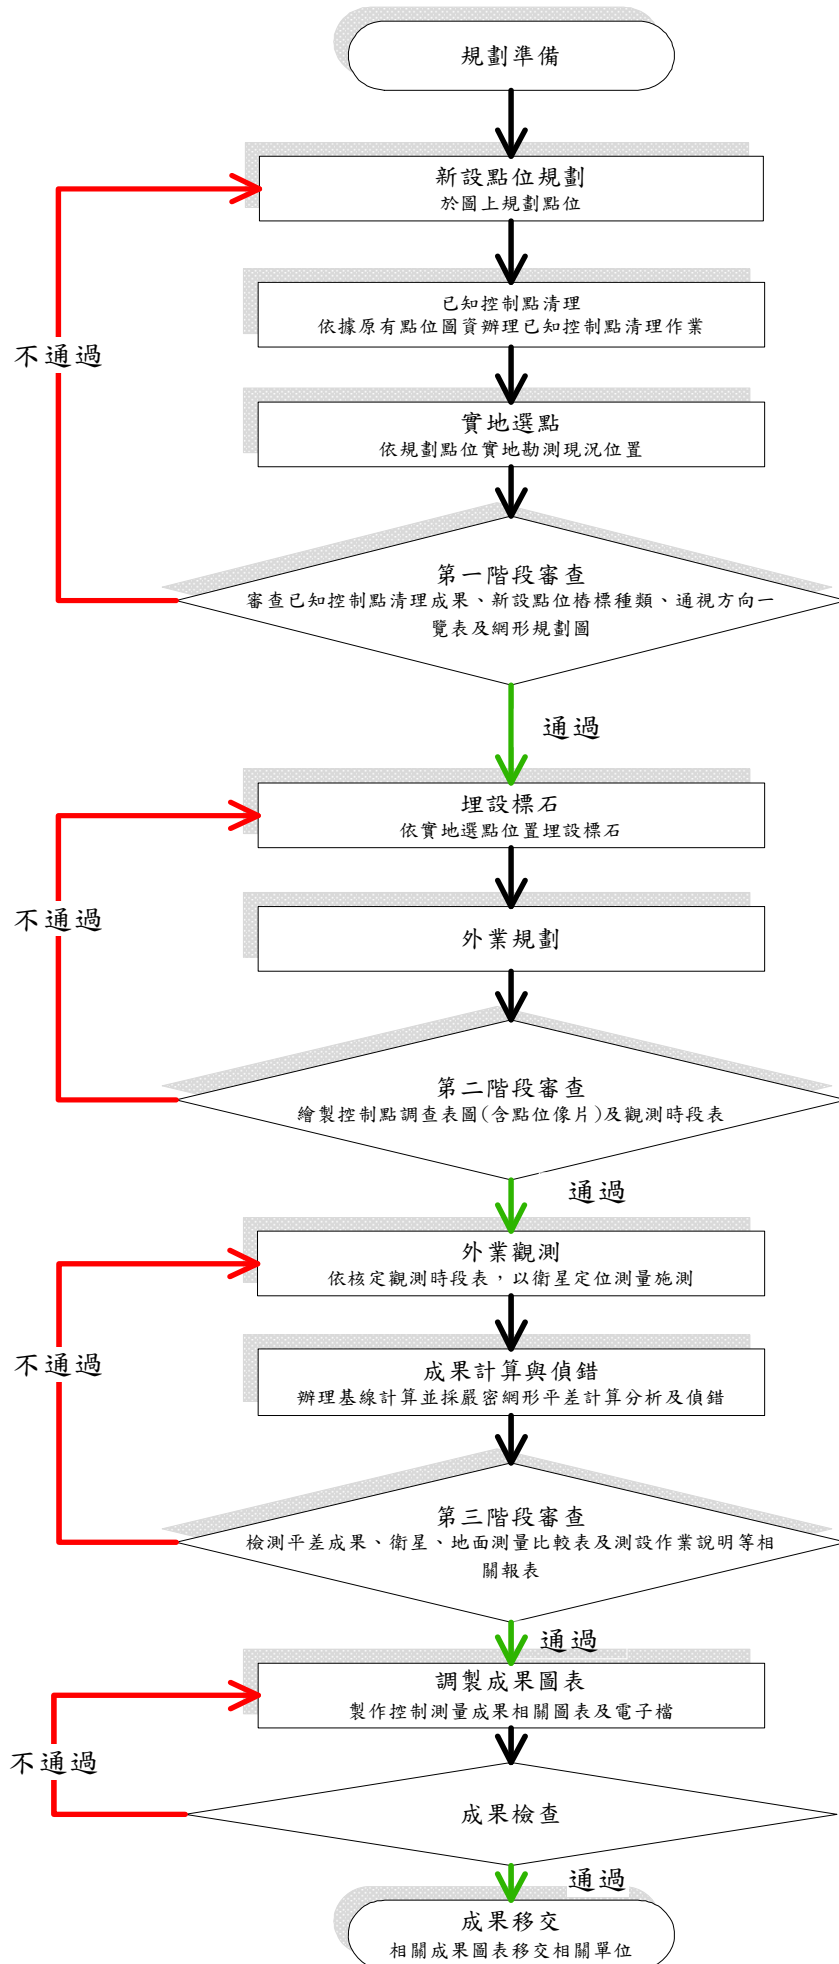 規劃準備
新設點位規劃
於圖上規劃點位
已知控制點清理
依據原有點位圖資辦理已知控制點清理作業
不通過
實地選點
依規劃點位實地勘測現況位置
第一階段審查
審查已知控制點清理成果、新設點位樁標種類、通視方向一
覽表及網形規劃圖
通過
埋設標石
依實地選點位置埋設標石
不通過
外業規劃
第二階段審查
繪製控制點調查表圖(含點位像片)及觀測時段表
通過
外業觀測
依核定觀測時段表，以衛星定位測量施測
不通過
成果計算與偵錯
辦理基線計算並採嚴密網形平差計算分析及偵錯
第三階段審查
檢測平差成果、衛星、地面測量比較表及測設作業說明等相
關報表
通過
調製成果圖表
製作控制測量成果相關圖表及電子檔
不通過
成果檢查
通過
成果移交
相關成果圖表移交相關單位